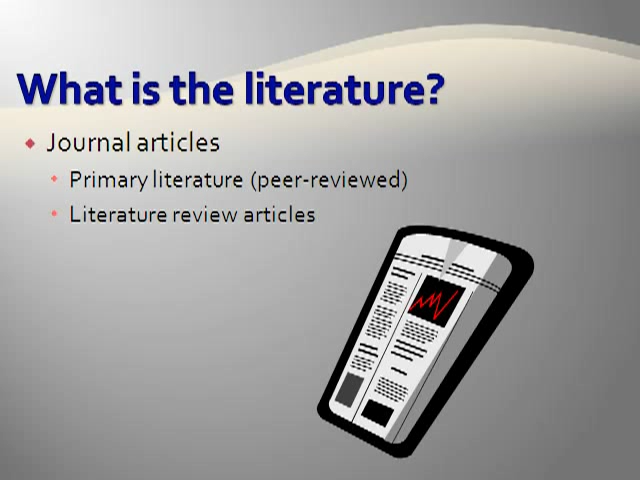 What is the literature?
Journal articles
Primary literature (peer-reviewed)
Literature review articles